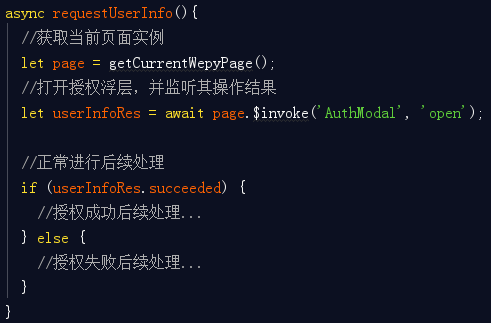 async requestUserInfo(){
//获取当前页面实例
let page = getCurrentWepyPage();
//打开授权浮层，并监听其操作结果
let userInfoRes = await page.$invoke('AuthModal', 'open');
//正常进行后续处理
if (userInfoRes.succeeded) {
//授权成功后续处理...
} else {
//授权失败后续处理...
}
}